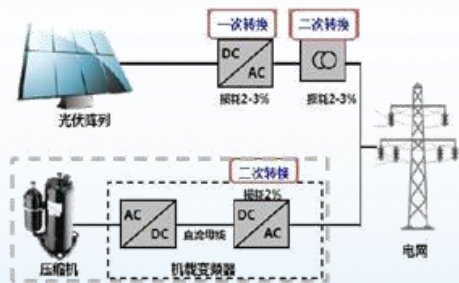 一次转换
二次转换
DC
AC
损耗2-3%
损耗2-3%
光伏阵列
二次转换
损耗2%
AC
DC
直流母线
DC
AC
压缩机
机载变频器
电网